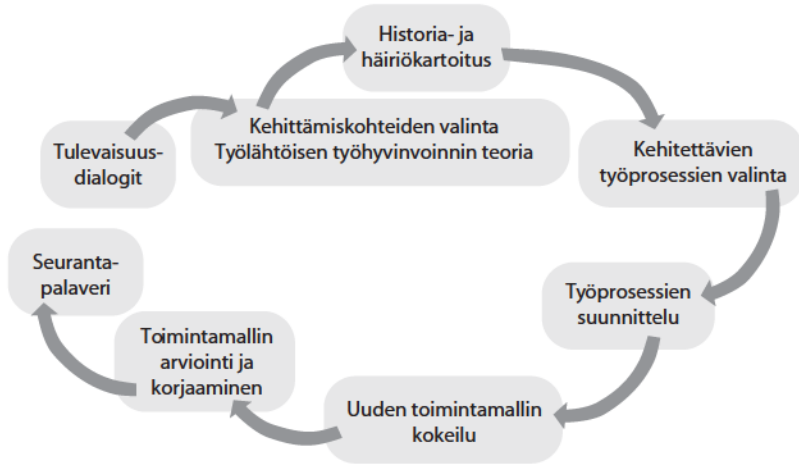 Tulevaisuus-
dialogit
Kehittämiskohteiden valinta
Työlähtöisen työhyvinvoinnin teoria
Historia- ja
häiriökartoitus
Kehitettävien
työprosessien valinta
Työprosessien
suunnittelu
Uuden toimintamallin
kokeilu
Toimintamallin
arviointi ja
korjaaminen
Seuranta-
palaveri